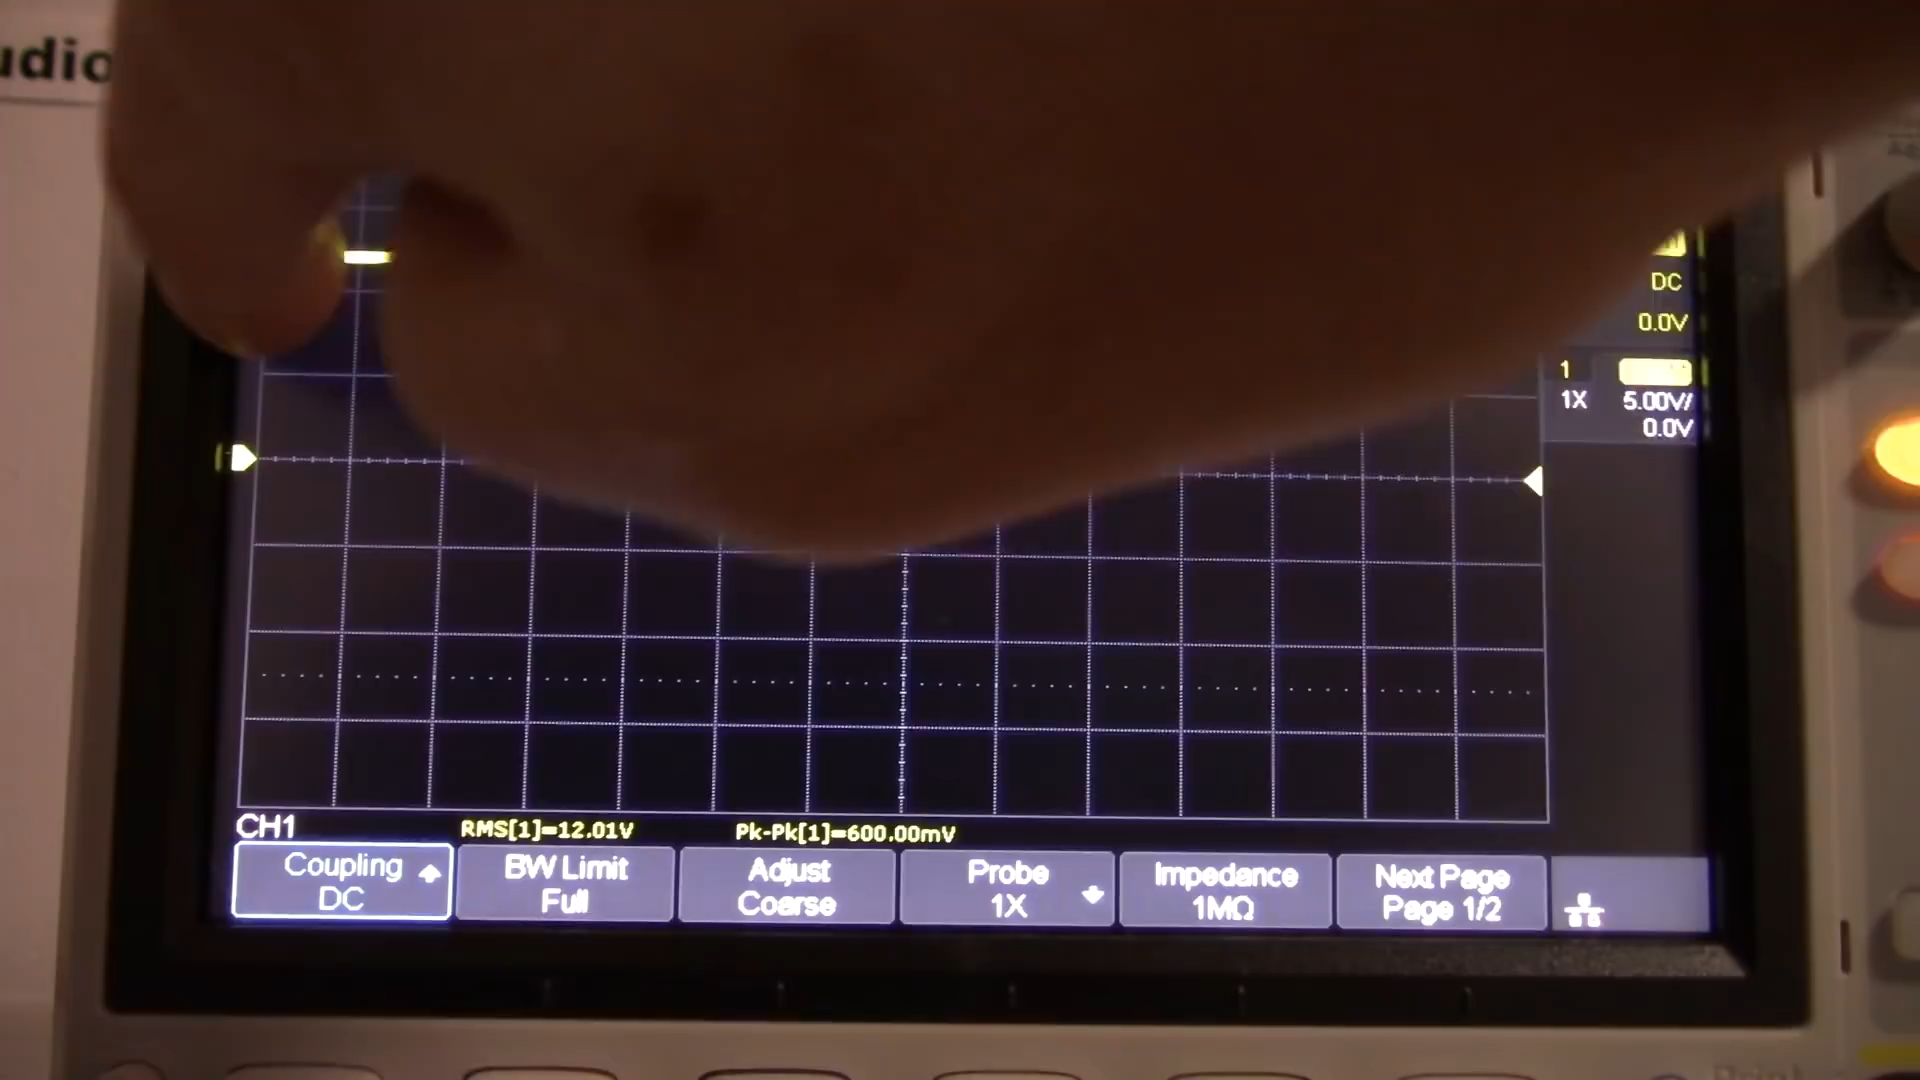 udio
DC
0.0V
1
1X 5.00V/
0.0V
CH1 RMS[1]=12.01V Pk-Pk[1]=600.00mV
Coupling
DC
BW Limit
Full
Adjust
Coarse
Probe
1X
Impedance
1MΩ
Next Page
Page 1/2